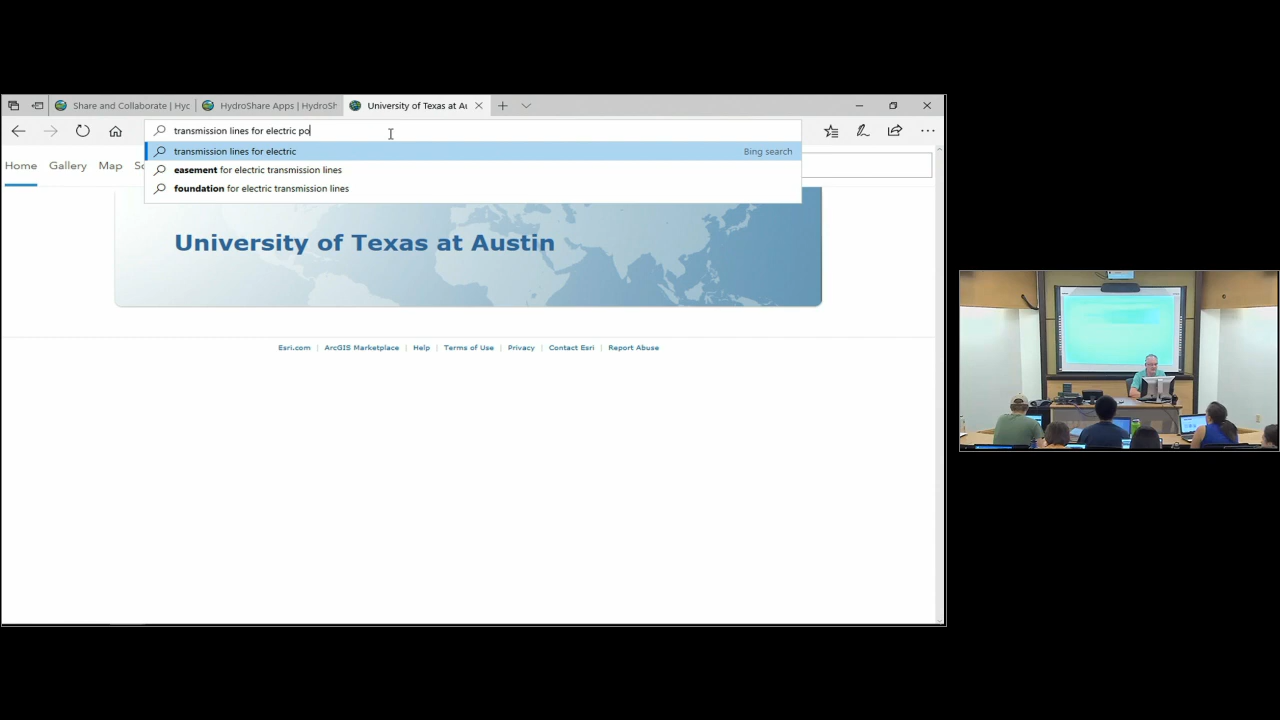 Share and Collaborate | Hyc
HydroShare Apps | HydroSh
University of Texas at Au
transmission lines for electric po
transmission lines for electric
Bing search
easement for electric transmission lines
foundation for electric transmission lines
Home
Gallery
Map
Sc
University of Texas at Austin
Esri.com | ArcGIS Marketplace | Help | Terms of Use | Privacy | Contact Esri | Report Abuse